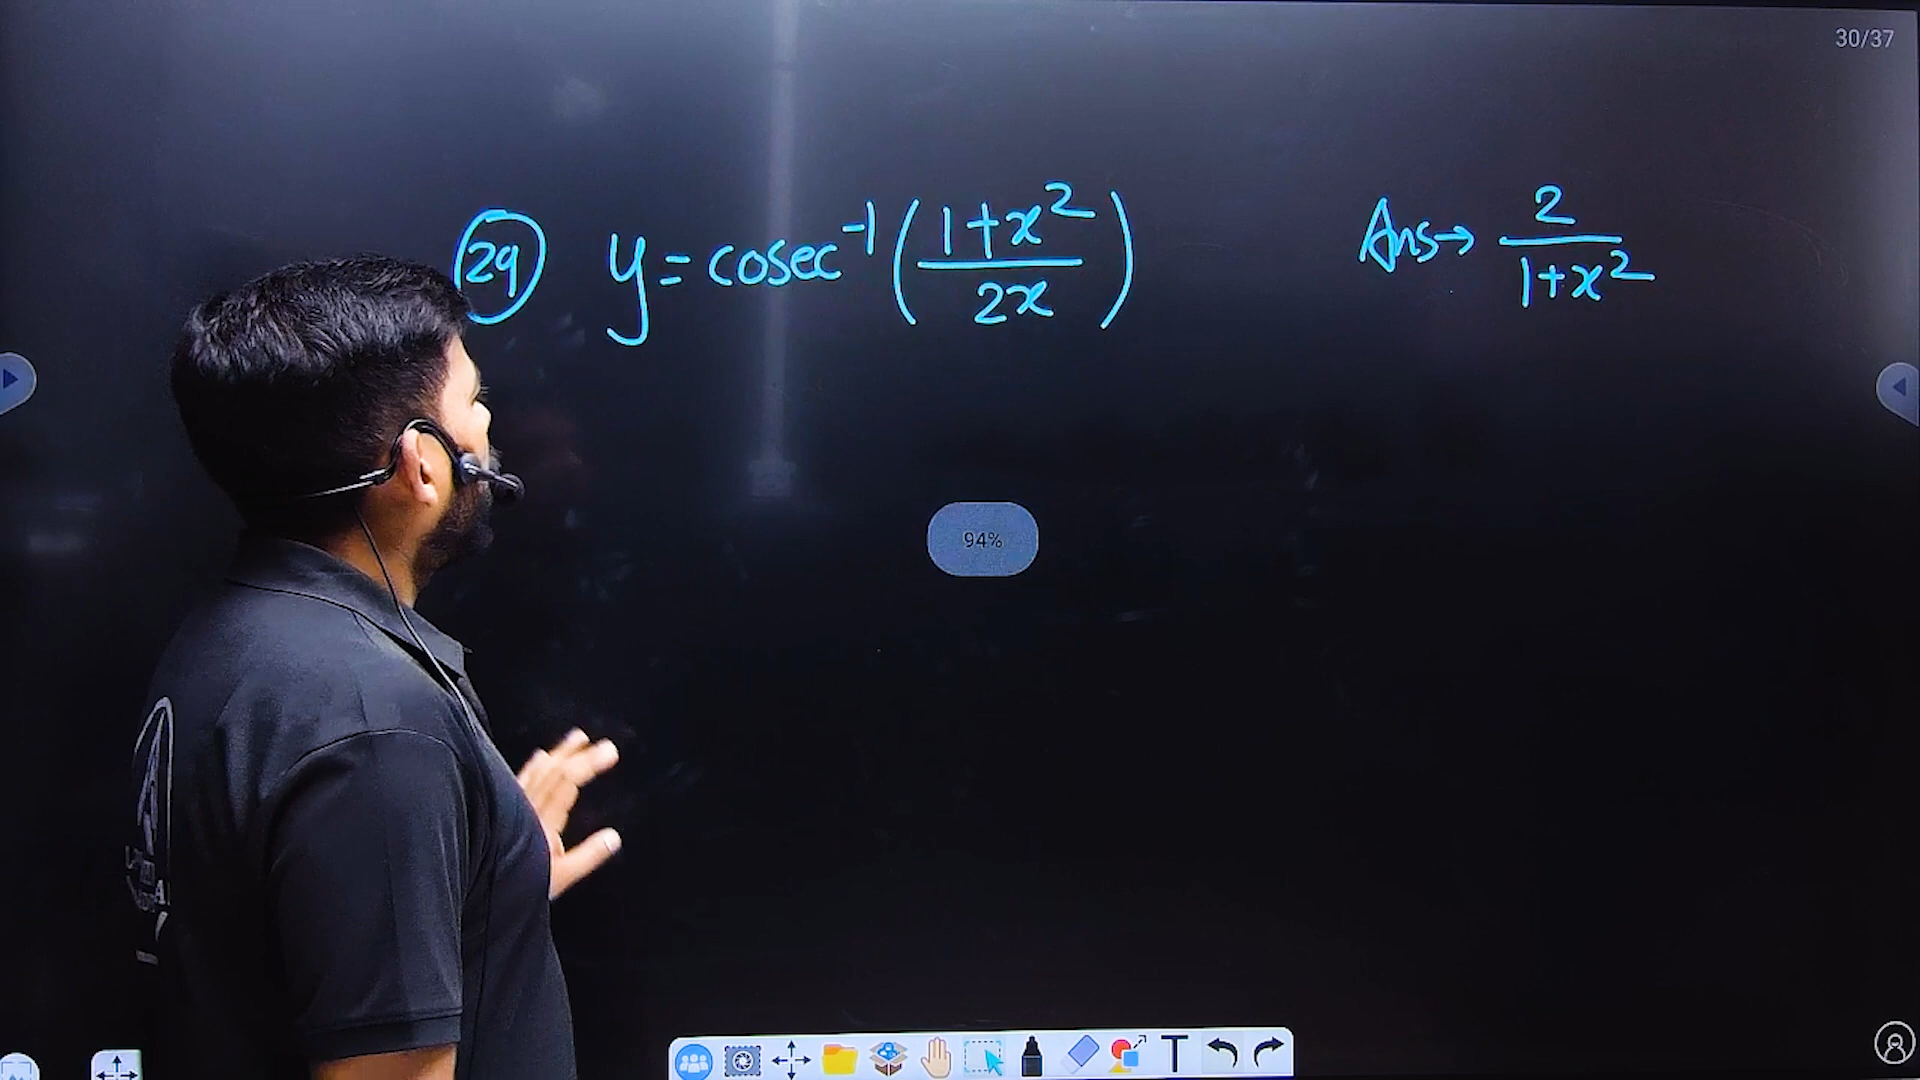 30/37
29 y = cosec⁻¹((1+x²)/(2x)) Ans→ 2/(1+x²)
94%
T